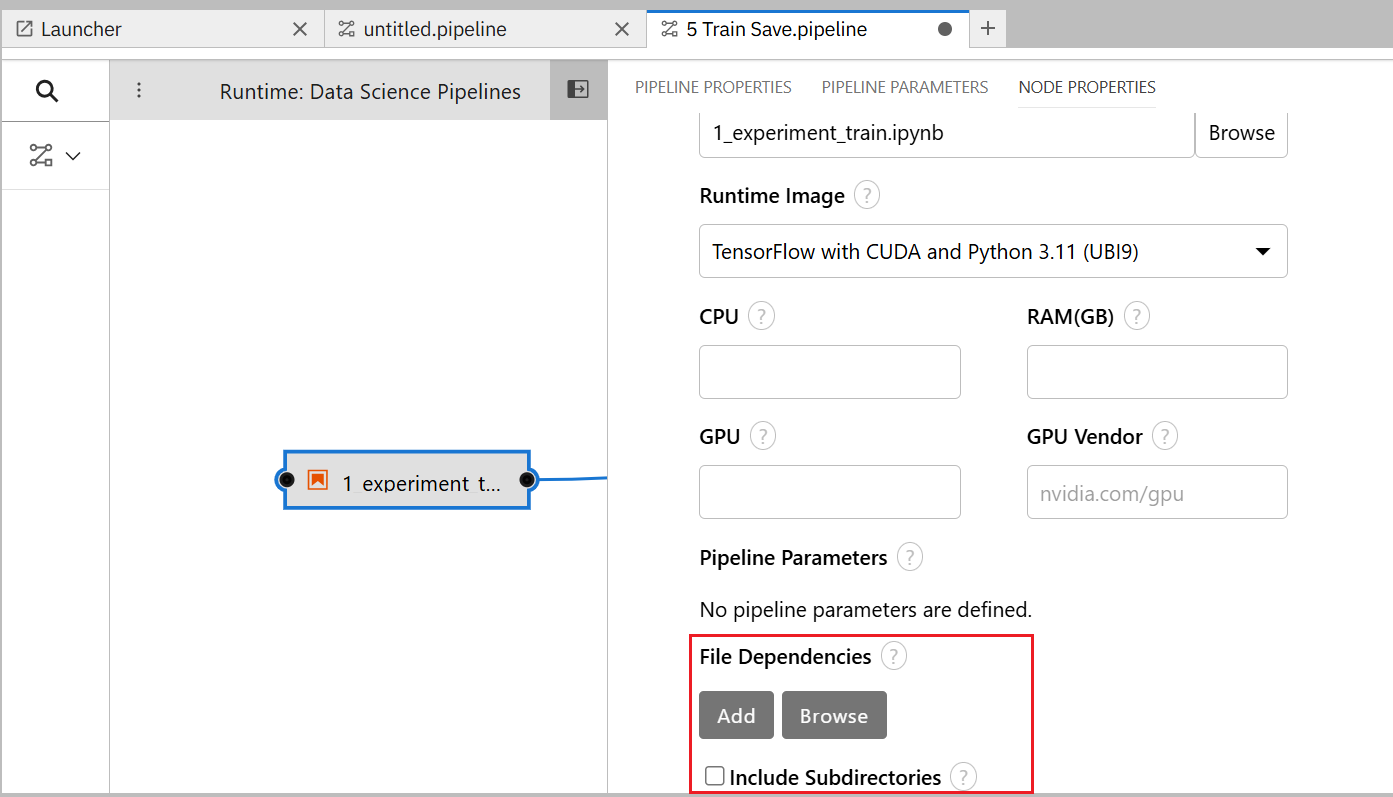 Launcher
untitled.pipeline
5 Train Save.pipeline
Runtime: Data Science Pipelines
PIPELINE PROPERTIES
PIPELINE PARAMETERS
NODE PROPERTIES
1_experiment_train.ipynb
Browse
Runtime Image ?
TensorFlow with CUDA and Python 3.11 (UBI9)
CPU ?
RAM(GB) ?
GPU ?
GPU Vendor ?
nvidia.com/gpu
1_experiment_t...
Pipeline Parameters ?
No pipeline parameters are defined.
File Dependencies ?
Add
Browse
Include Subdirectories ?